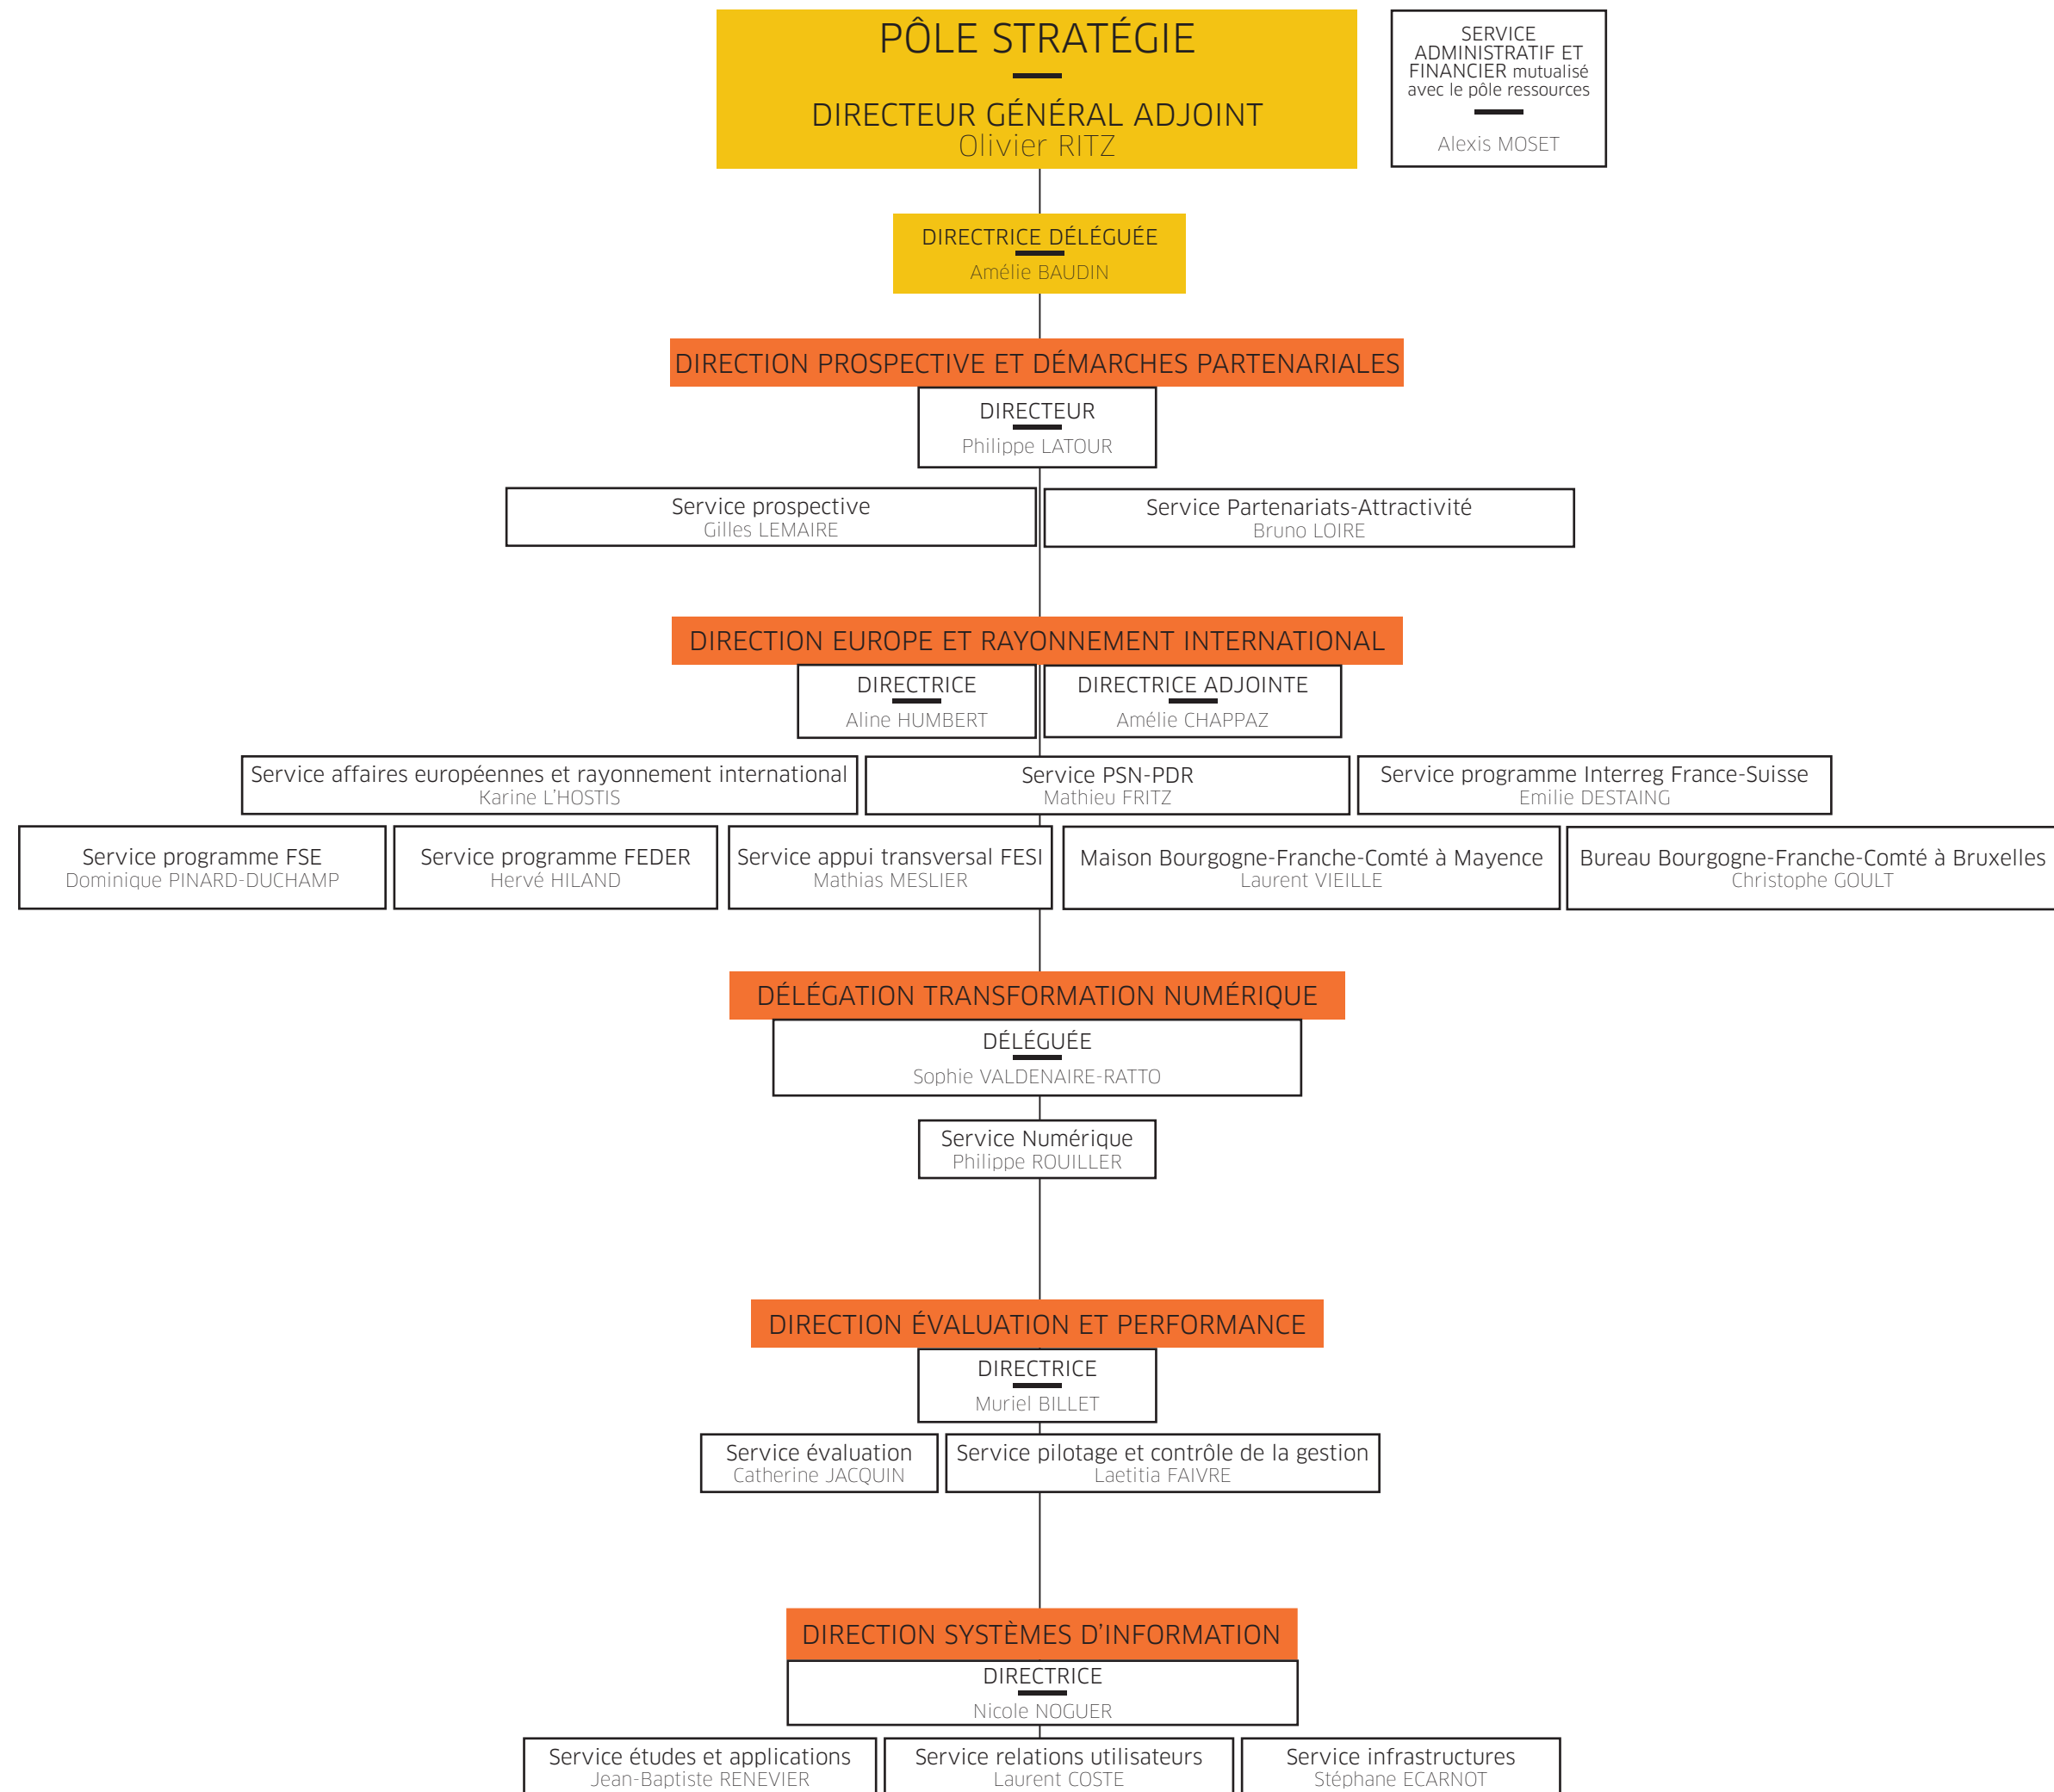 PÔLE STRATÉGIE
DIRECTEUR GÉNÉRAL ADJOINT
Olivier RITZ
SERVICE
ADMINISTRATIF ET
FINANCIER mutualisé
avec le pôle ressources
Alexis MOSET
DIRECTRICE DÉLÉGUÉE
Amélie BAUDIN
DIRECTION PROSPECTIVE ET DÉMARCHES PARTENARIALES
DIRECTEUR
Philippe LATOUR
Service prospective
Gilles LEMAIRE
Service Partenariats-Attractivité
Bruno LOIRE
DIRECTION EUROPE ET RAYONNEMENT INTERNATIONAL
DIRECTRICE
Aline HUMBERT
DIRECTRICE ADJOINTE
Amélie CHAPPAZ
Service affaires européennes et rayonnement international
Karine L'HOSTIS
Service PSN-PDR
Mathieu FRITZ
Service programme Interreg France-Suisse
Emilie DESTAING
Service programme FSE
Dominique PINARD-DUCHAMP
Service programme FEDER
Hervé HILAND
Service appui transversal FESI
Mathias MESLIER
Maison Bourgogne-Franche-Comté à Mayence
Laurent VIEILLE
Bureau Bourgogne-Franche-Comté à Bruxelles
Christophe GOULT
DÉLÉGATION TRANSFORMATION NUMÉRIQUE
DÉLÉGUÉE
Sophie VALDENAIRE-RATTO
Service Numérique
Philippe ROUILLER
DIRECTION ÉVALUATION ET PERFORMANCE
DIRECTRICE
Muriel BILLET
Service évaluation
Catherine JACQUIN
Service pilotage et contrôle de la gestion
Laetitia FAIVRE
DIRECTION SYSTÈMES D'INFORMATION
DIRECTRICE
Nicole NOGUER
Service études et applications
Jean-Baptiste RENEVIER
Service relations utilisateurs
Laurent COSTE
Service infrastructures
Stéphane ECARNOT